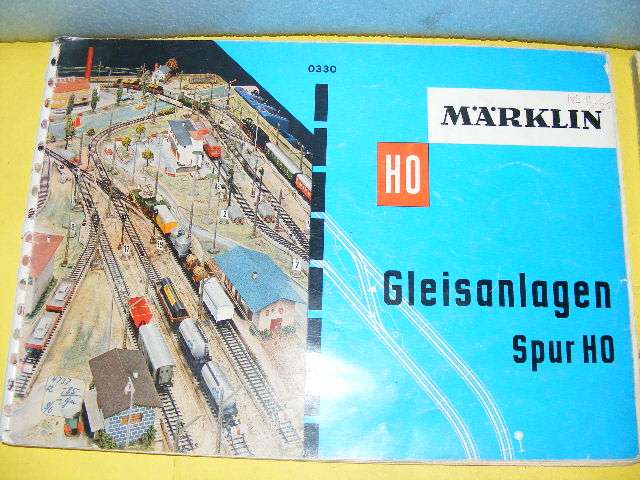 0330
MÄRKLIN
HO
Gleisanlagen
Spur HO